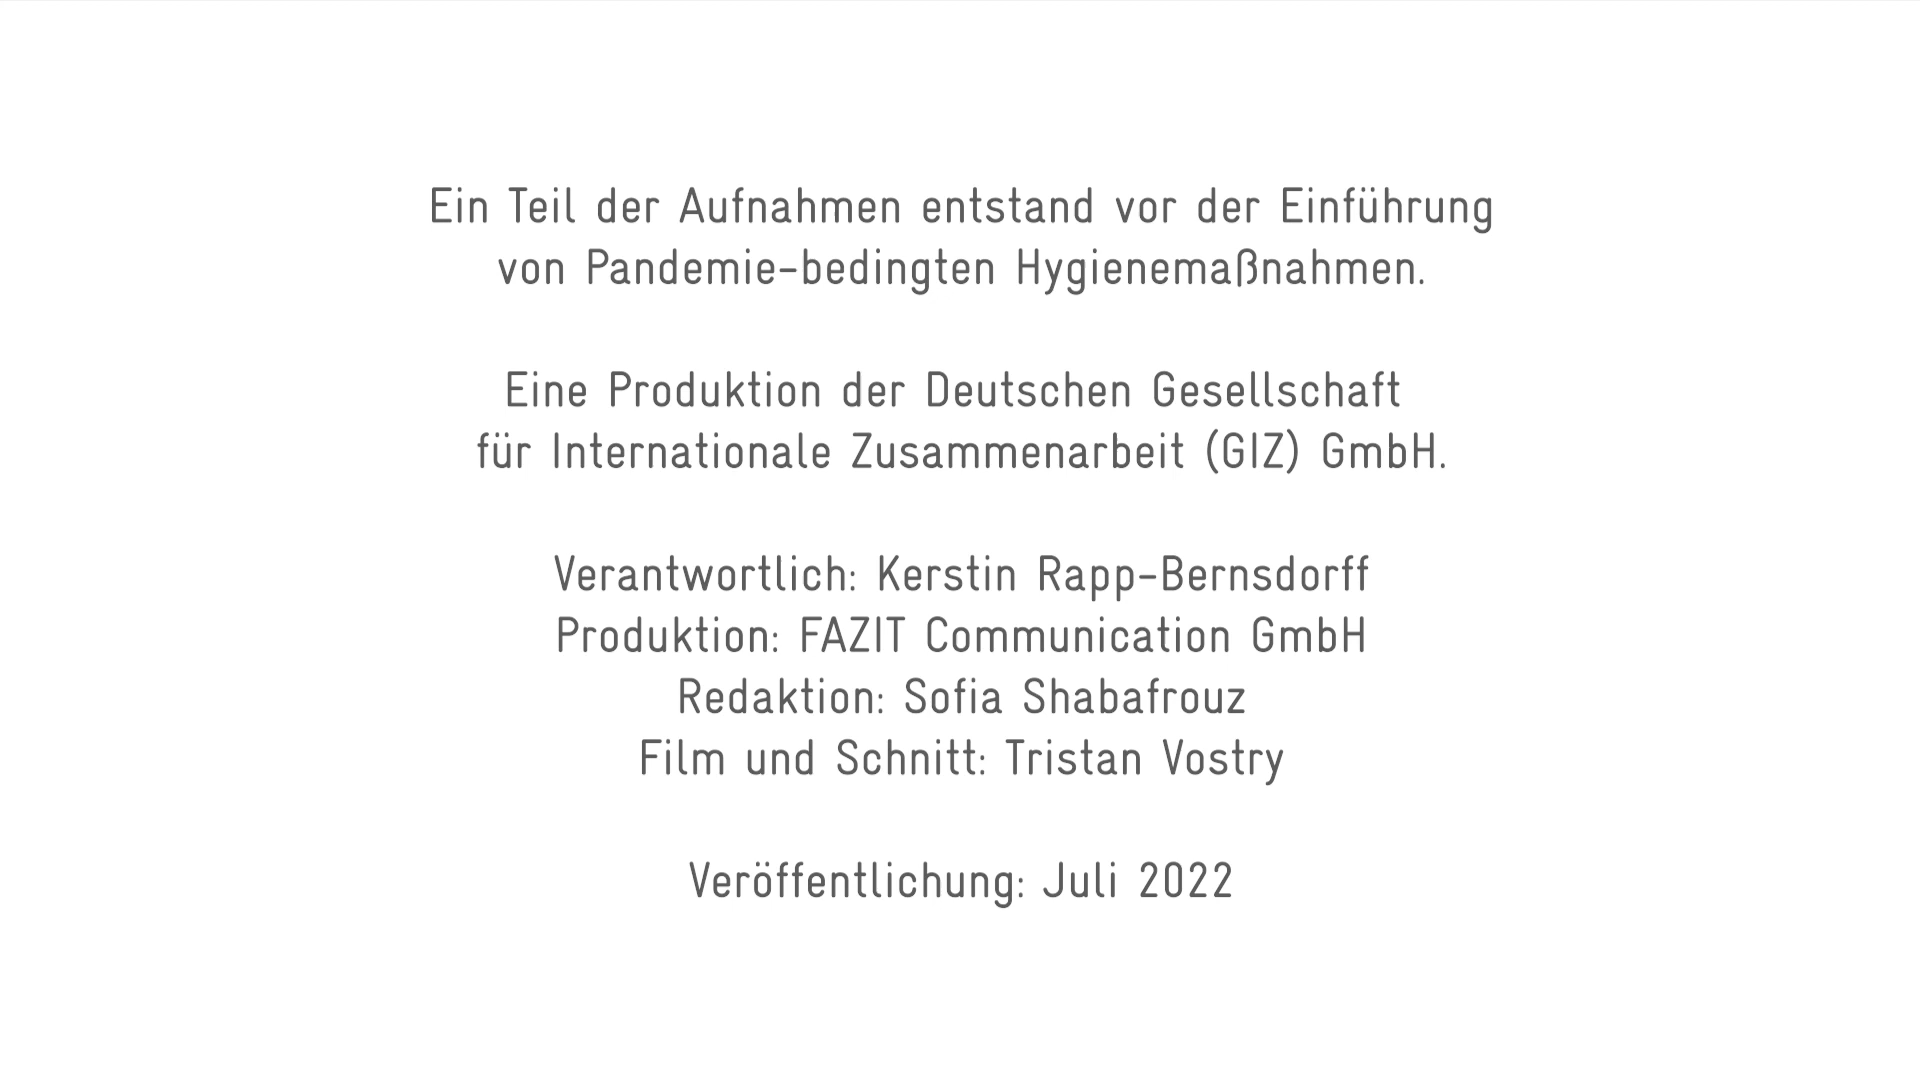 Ein Teil der Aufnahmen entstand vor der Einführung
von Pandemie-bedingten Hygienemaßnahmen.
Eine Produktion der Deutschen Gesellschaft
für Internationale Zusammenarbeit (GIZ) GmbH.
Verantwortlich: Kerstin Rapp-Bernsdorff
Produktion: FAZIT Communication GmbH
Redaktion: Sofia Shabafrouz
Film und Schnitt: Tristan Vostry
Veröffentlichung: Juli 2022